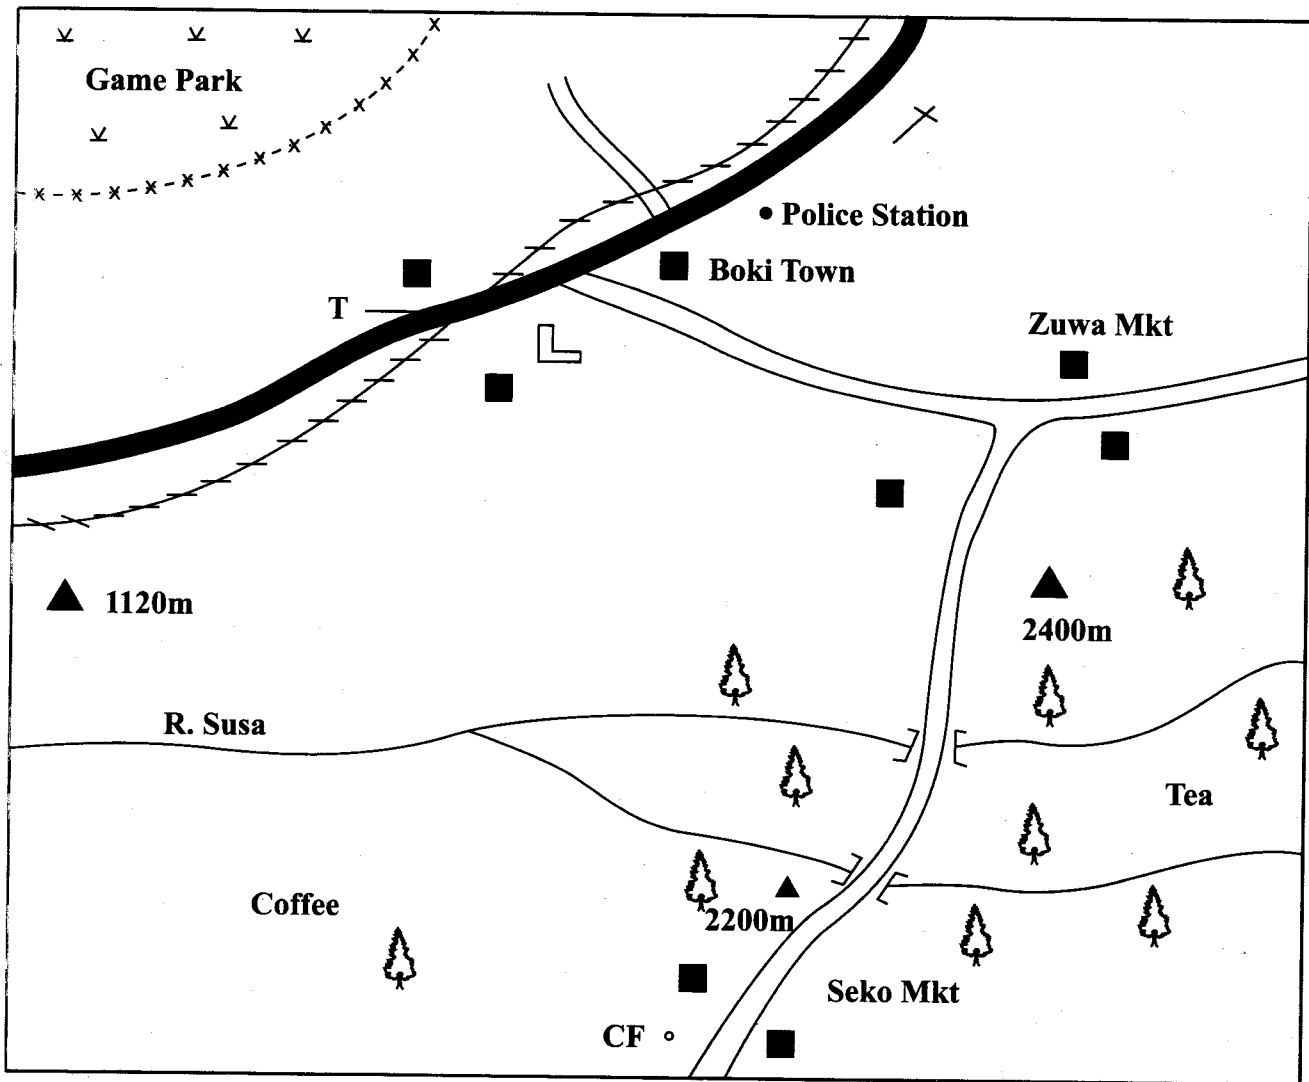 Game Park
Police Station
Boki Town
T
Zuwa Mkt
1120m
2400m
R. Susa
Tea
Coffee
2200m
Seko Mkt
CF